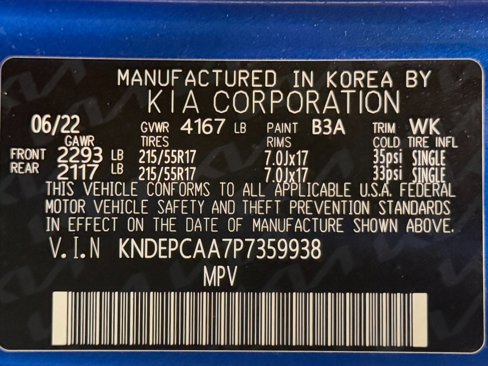 MANUFACTURED IN KOREA BY
KIA CORPORATION
06/22 GVWR 4167 LB PAINT B3A TRIM WK
GAWR TIRES RIMS COLD TIRE INFL
FRONT 2293 LB 215/55R17 7.0Jx17 35psi SINGLE
REAR 2117 LB 215/55R17 7.0Jx17 33psi SINGLE
THIS VEHICLE CONFORMS TO ALL APPLICABLE U.S.A. FEDERAL
MOTOR VEHICLE SAFETY AND THEFT PREVENTION STANDARDS
IN EFFECT ON THE DATE OF MANUFACTURE SHOWN ABOVE.
V.I.N KNDEPCAA7P7359938
MPV